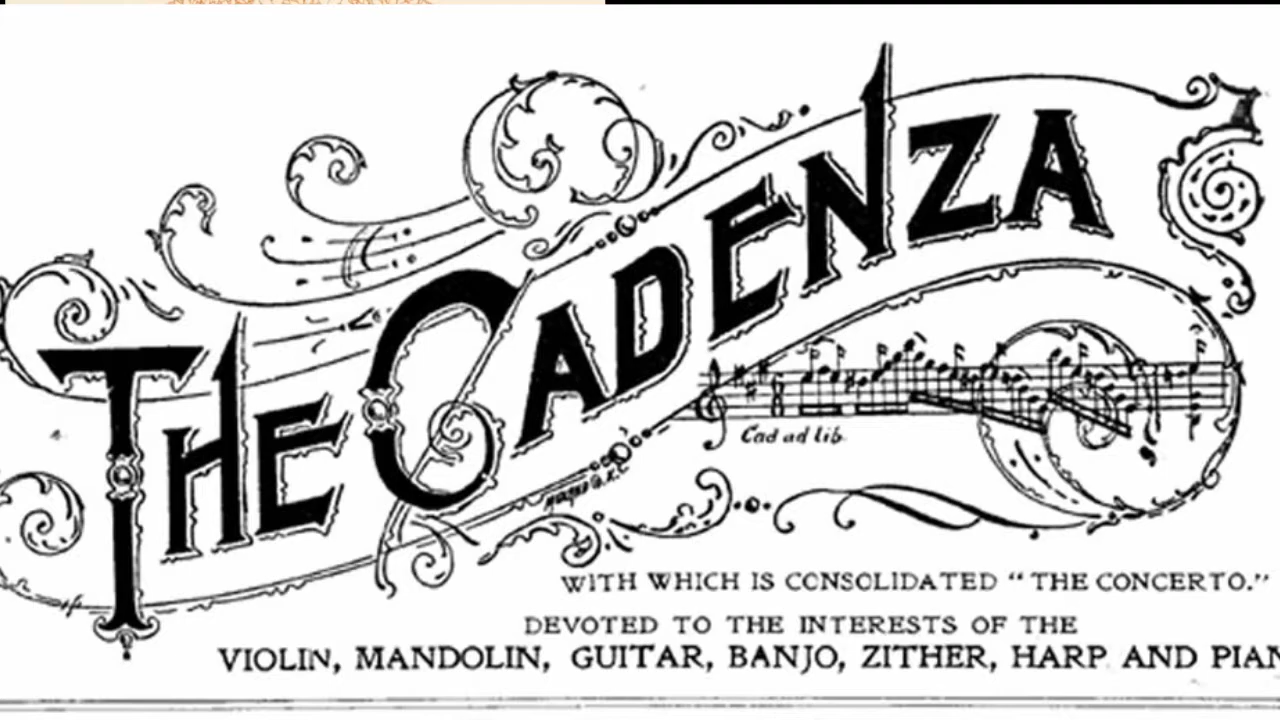 THE CADENZA
Cad ad lib.
WITH WHICH IS CONSOLIDATED “THE CONCERTO.”
DEVOTED TO THE INTERESTS OF THE
VIOLIN, MANDOLIN, GUITAR, BANJO, ZITHER, HARP AND PIAN